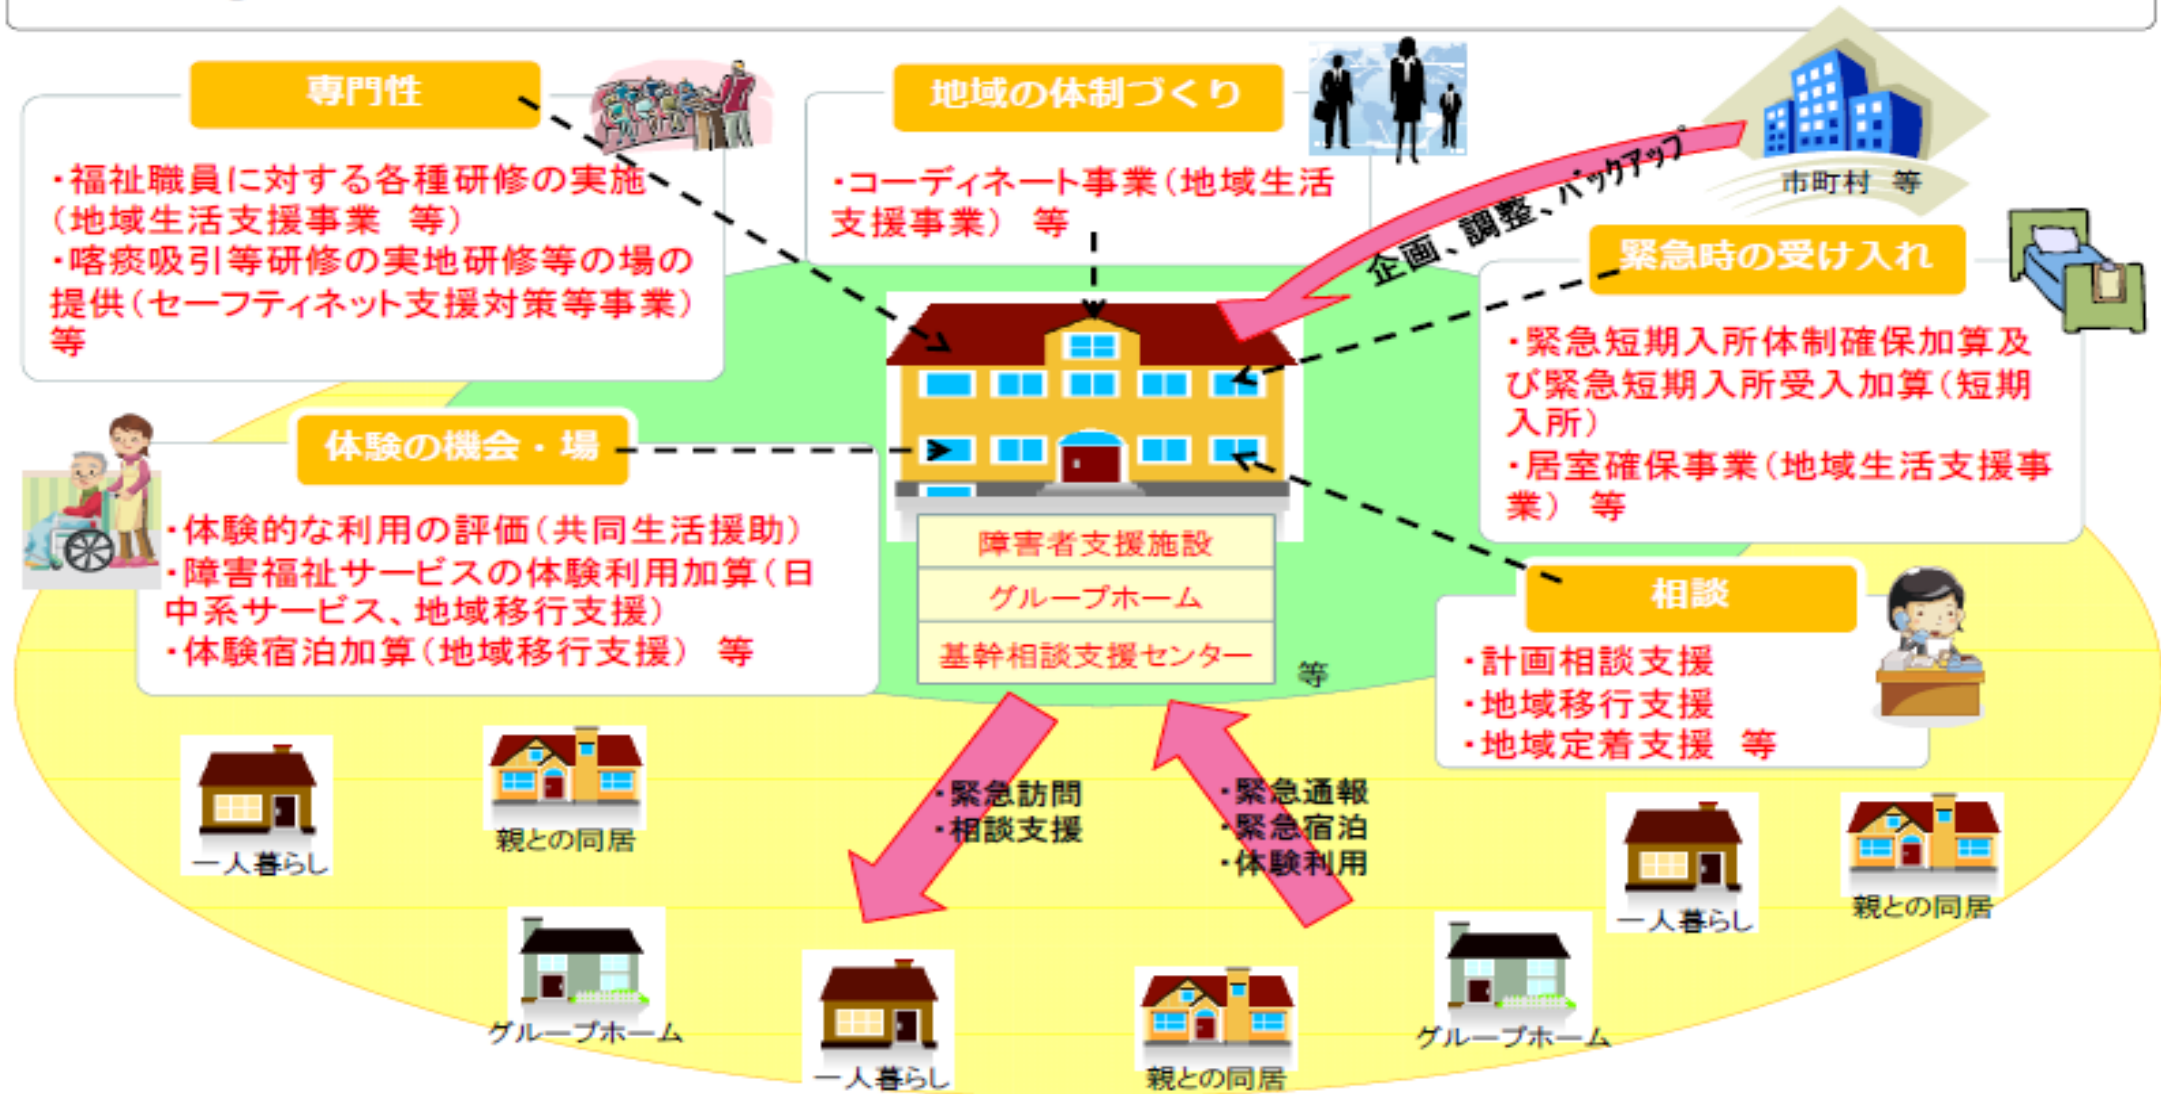 専門性
・福祉職員に対する各種研修の実施
(地域生活支援事業 等)
・喀痰吸引等研修の実地研修等の場の
提供(セーフティネット支援対策等事業)
等
地域の体制づくり
・コーディネート事業(地域生活
支援事業) 等
企画、調整、バックアップ
市町村 等
緊急時の受け入れ
・緊急短期入所体制確保加算及
び緊急短期入所受入加算(短期
入所)
・居室確保事業(地域生活支援事
業) 等
体験の機会・場
・体験的な利用の評価(共同生活援助)
・障害福祉サービスの体験利用加算(日
中系サービス、地域移行支援)
・体験宿泊加算(地域移行支援) 等
障害者支援施設
グループホーム
基幹相談支援センター
等
相談
・計画相談支援
・地域移行支援
・地域定着支援 等
・緊急訪問
・相談支援
・緊急通報
・緊急宿泊
・体験利用
一人暮らし
親との同居
グループホーム
一人暮らし
親との同居
グループホーム
一人暮らし
親との同居